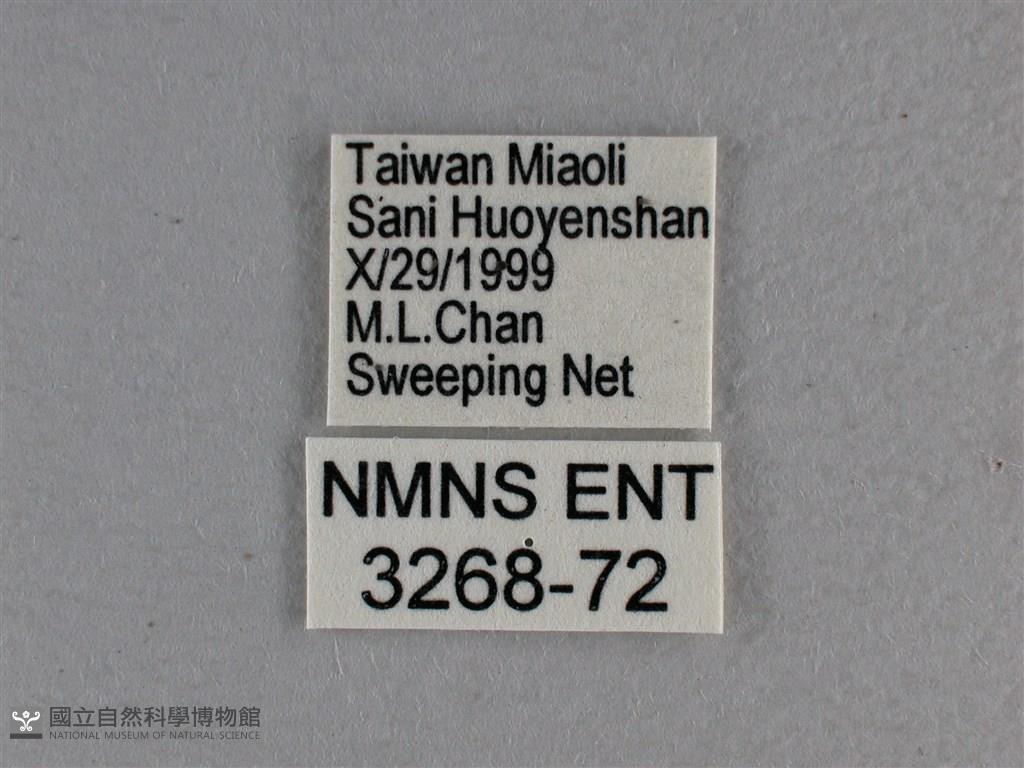 Taiwan Miaoli
Sani Huoyenshan
X/29/1999
M.L.Chan
Sweeping Net
NMNS ENT
3268-72
國立自然科學博物館
NATIONAL MUSEUM OF NATURAL SCIENCE